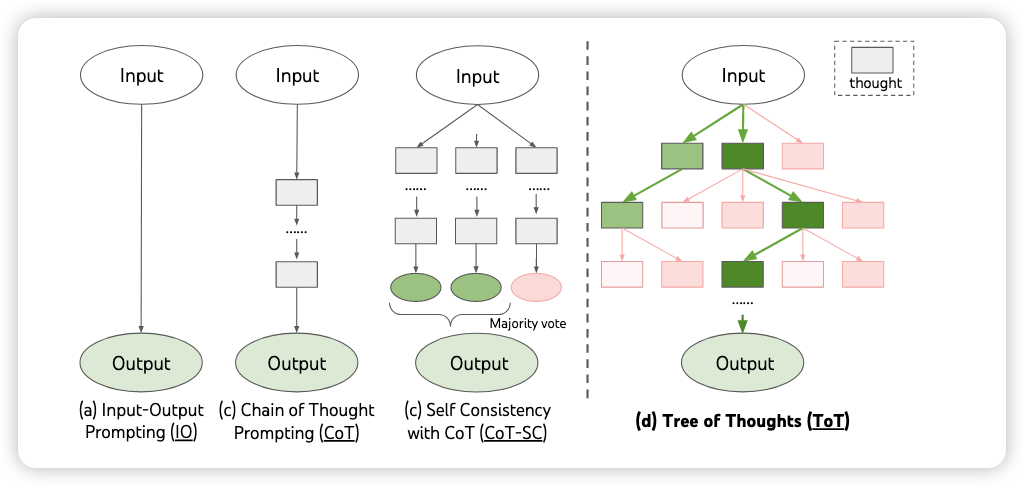 Input
Input
Input
Input
thought
......
...... ...... ......
......
Majority vote
Output
Output
Output
Output
(a) Input-Output
Prompting (IO)
(c) Chain of Thought
Prompting (CoT)
(c) Self Consistency
with CoT (CoT-SC)
(d) Tree of Thoughts (ToT)